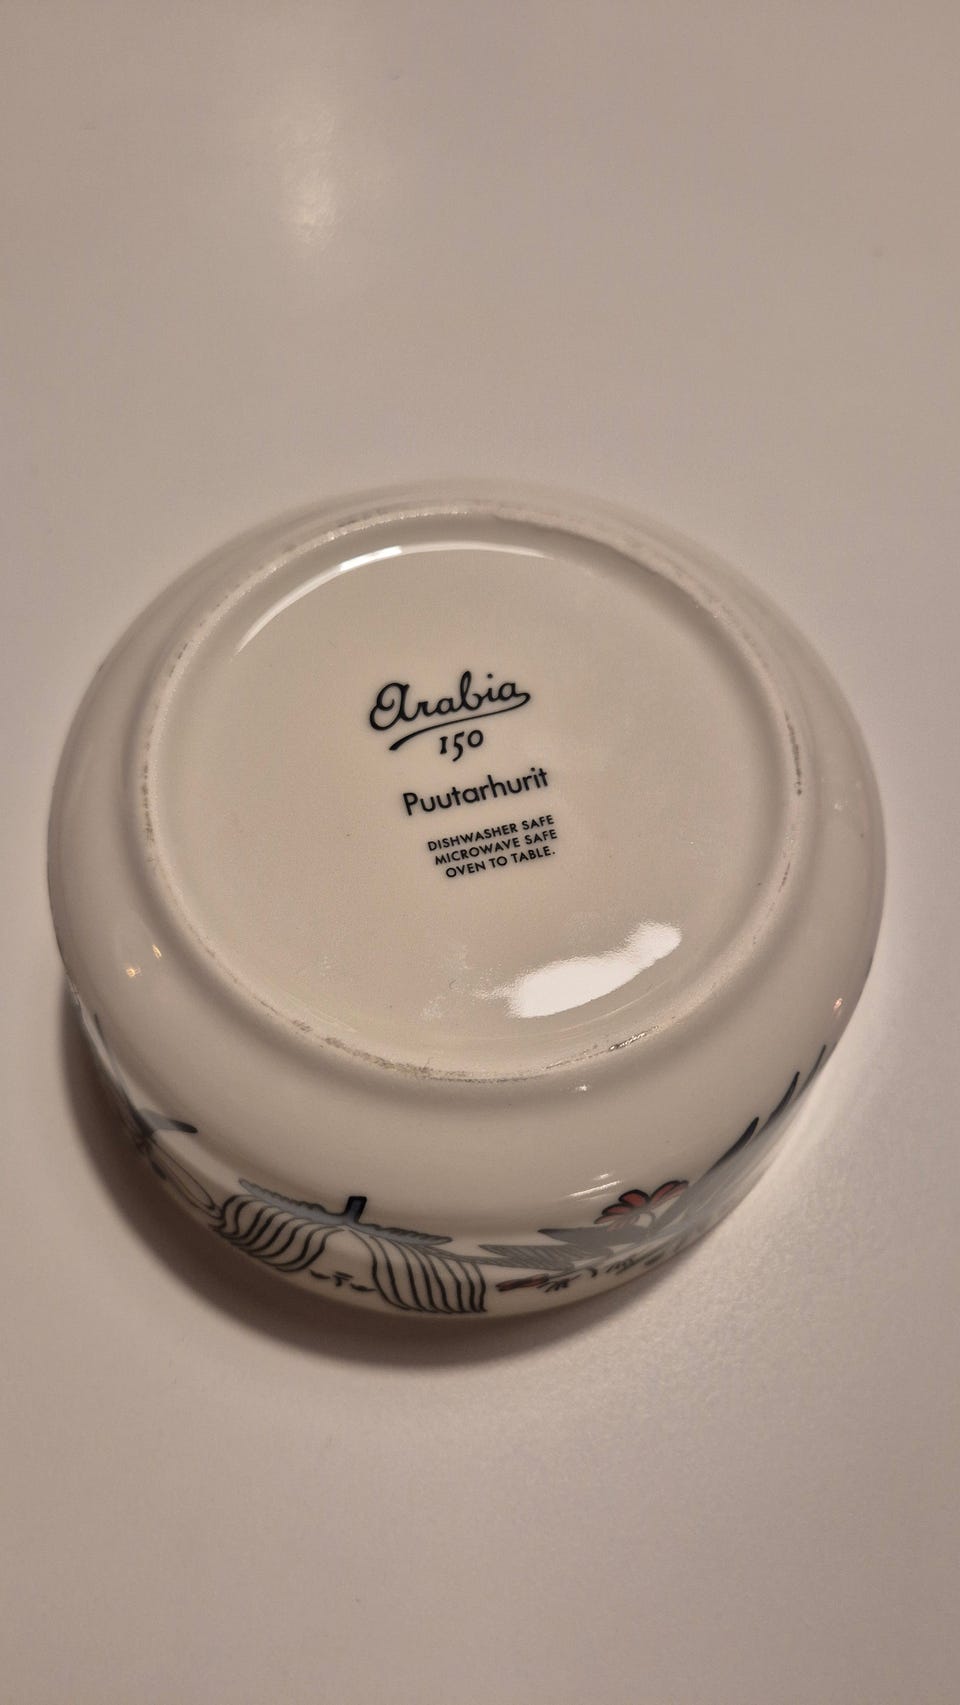 Arabia
150
Puutarhurit
DISHWASHER SAFE
MICROWAVE SAFE
OVEN TO TABLE.